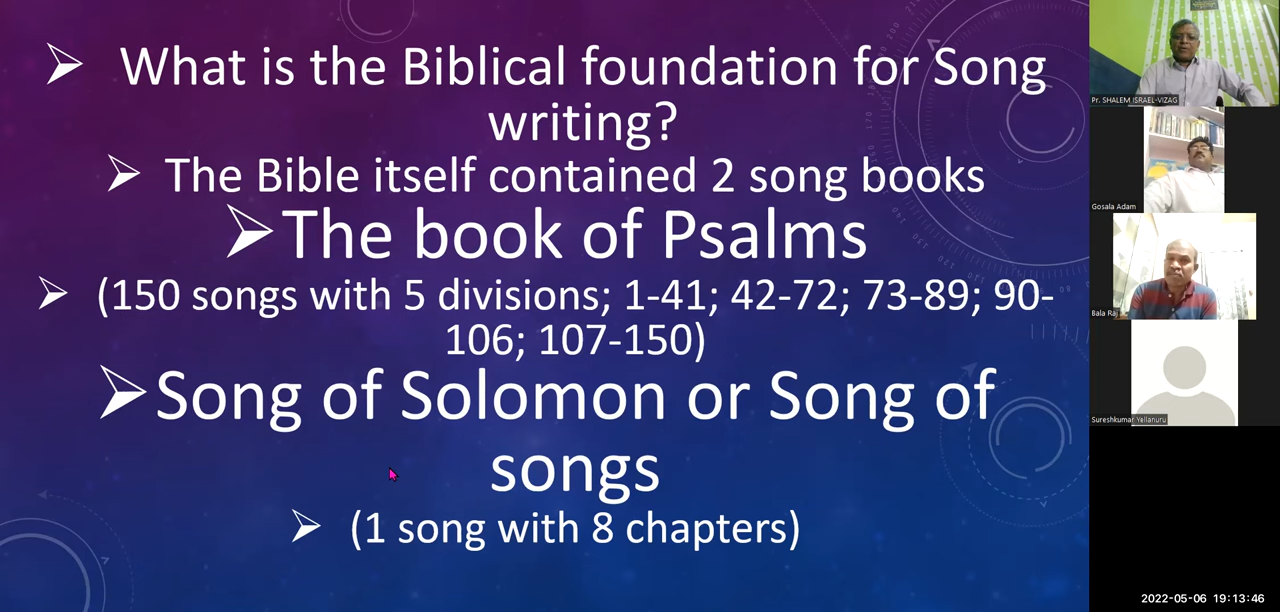 ➢ What is the Biblical foundation for Song
writing?
➢ The Bible itself contained 2 song books
➢ The book of Psalms
➢ (150 songs with 5 divisions; 1-41; 42-72; 73-89; 90-
106; 107-150)
➢ Song of Solomon or Song of
songs
➢ (1 song with 8 chapters)
Pr. SHALEM ISRAEL-VIZAG
Gosala Adam
Bala Raj
Sureshkumar Yellanuru
2022-05-06 19:13:46